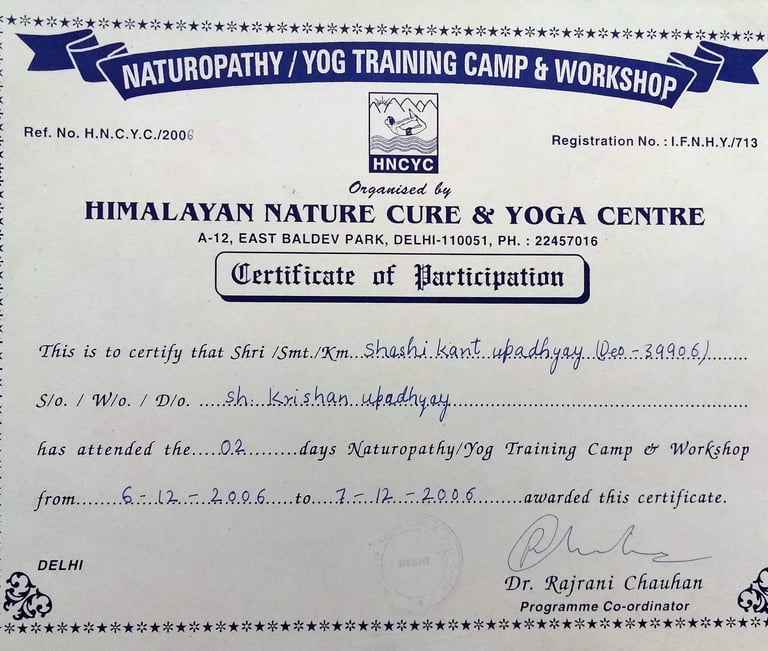 NATUROPATHY / YOG TRAINING CAMP & WORKSHOP
Ref. No. H.N.C.Y.C./2006
Registration No. : I.F.N.H.Y./713
HNCYC
Organised by
HIMALAYAN NATURE CURE & YOGA CENTRE
A-12, EAST BALDEV PARK, DELHI-110051, PH. : 22457016
Certificate of Participation
This is to certify that Shri /Smt./Km. Shashi Kant Upadhyay (Deo-39906)
S/o. / W/o. / D/o. Sh. Krishan Upadhyay
has attended the 02 days Naturopathy/Yog Training Camp & Workshop
from 6-12-2006 to 7-12-2006 awarded this certificate.
DELHI
DELHI
Dr. Rajrani Chauhan
Programme Co-ordinator